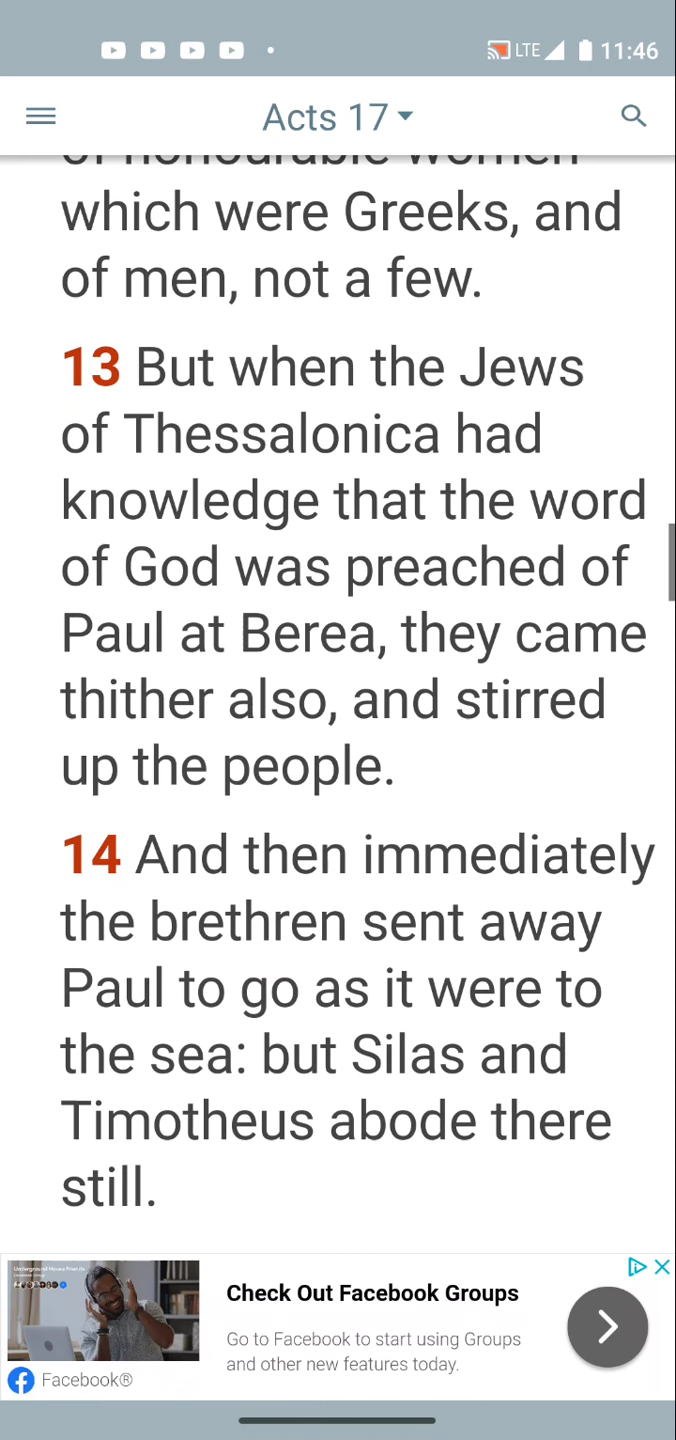 LTE 11:46
Acts 17
of honourable women
which were Greeks, and
of men, not a few.
13 But when the Jews
of Thessalonica had
knowledge that the word
of God was preached of
Paul at Berea, they came
thither also, and stirred
up the people.
14 And then immediately
the brethren sent away
Paul to go as it were to
the sea: but Silas and
Timotheus abode there
still.
Check Out Facebook Groups
Go to Facebook to start using Groups
and other new features today.
Facebook®